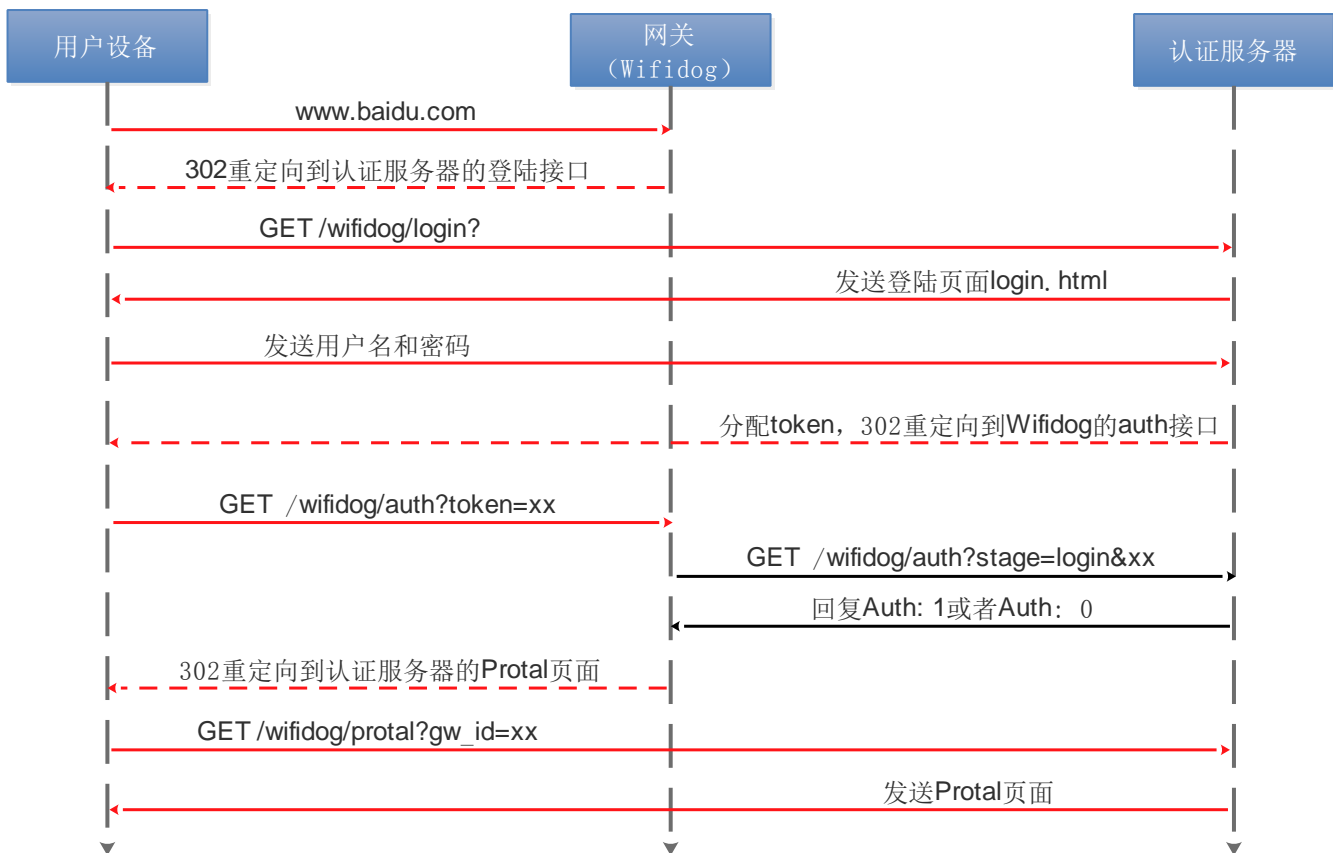 用户设备
网关
（Wifidog）
认证服务器
www.baidu.com
302重定向到认证服务器的登陆接口
GET /wifidog/login?
发送登陆页面login. html
发送用户名和密码
分配token，302重定向到Wifidog的auth接口
GET /wifidog/auth?token=xx
GET /wifidog/auth?stage=login&xx
回复Auth: 1或者Auth：0
302重定向到认证服务器的Protal页面
GET /wifidog/protal?gw_id=xx
发送Protal页面